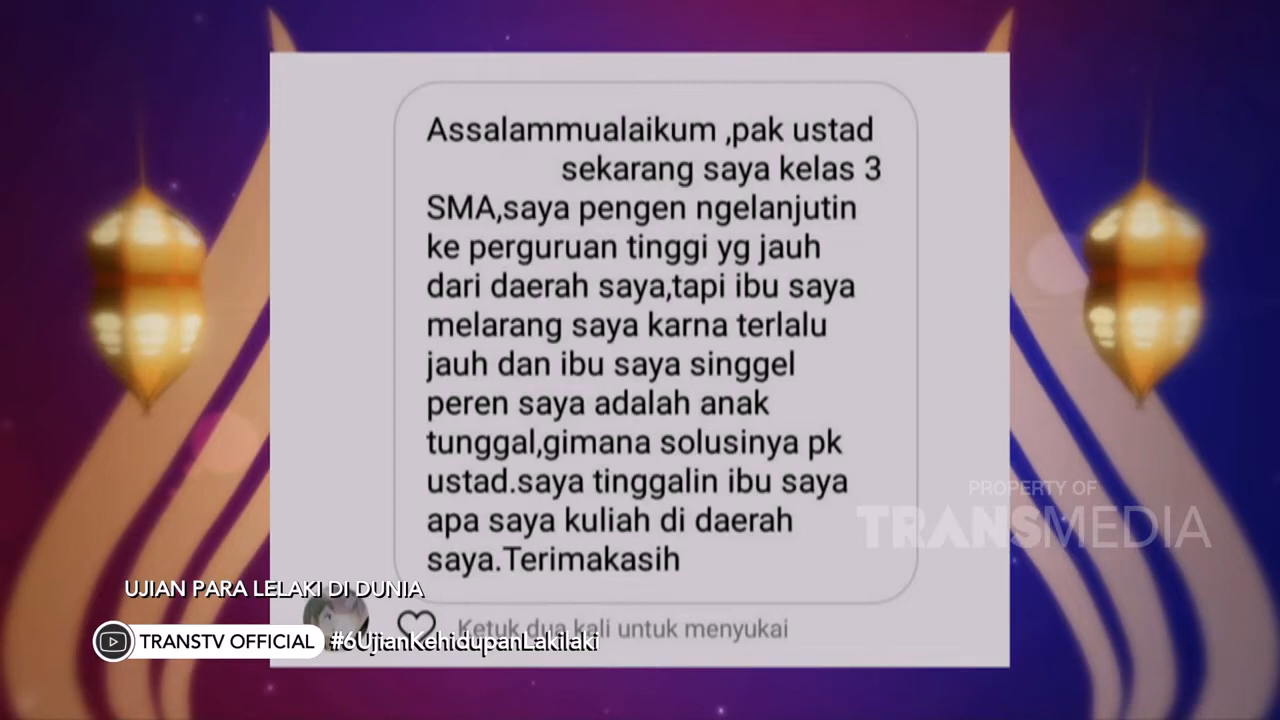 Assalammualaikum ,pak ustad
sekarang saya kelas 3
SMA,saya pengen ngelanjutin
ke perguruan tinggi yg jauh
dari daerah saya,tapi ibu saya
melarang saya karna terlalu
jauh dan ibu saya singgel
peren saya adalah anak
tunggal,gimana solusinya pk
ustad.saya tinggalin ibu saya
apa saya kuliah di daerah
saya.Terimakasih
PROPERTY OF
TRANSMEDIA
UJIAN PARA LELAKI DI DUNIA
Ketuk dua kali untuk menyukai
TRANSTV OFFICIAL #6UjianKehidupanLakilaki